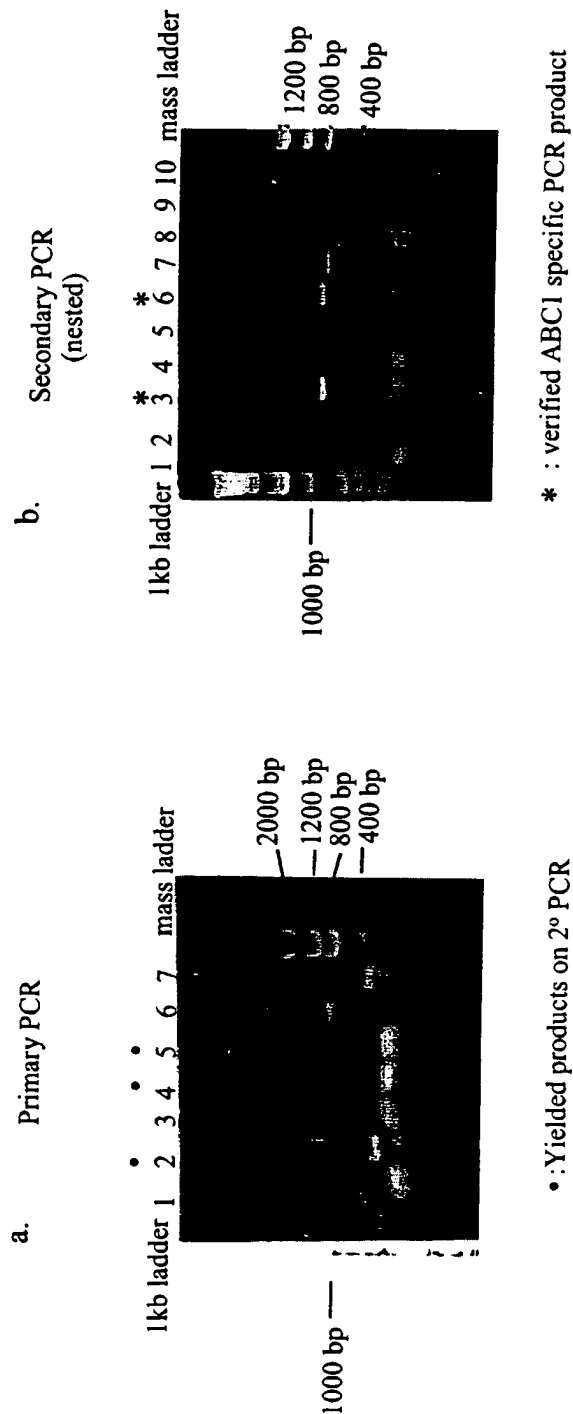 a. Primary PCR
1kb ladder 1 2 3 4 5 6 7 mass ladder
• • •
1000 bp
2000 bp
1200 bp
800 bp
400 bp
• :Yielded products on 2º PCR
b. Secondary PCR
(nested)
1kb ladder 1 2 3 4 5 6 7 8 9 10 mass ladder
* *
1000 bp
1200 bp
800 bp
400 bp
* : verified ABC1 specific PCR product